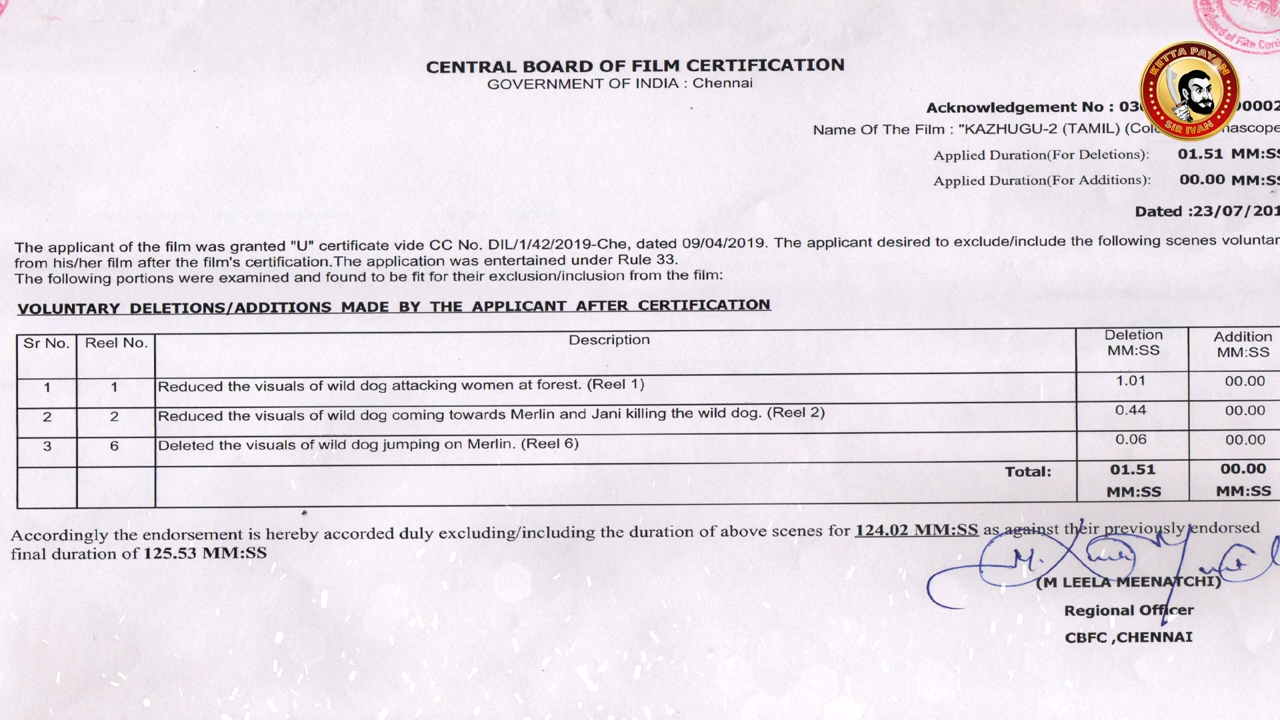 CHENNAI
Board of Film Certi
KETTA PAYAN
SIR IVAN
CENTRAL BOARD OF FILM CERTIFICATION
GOVERNMENT OF INDIA : Chennai
Acknowledgement No : 03 00002
Name Of The Film : "KAZHUGU-2 (TAMIL) (Colo nascope
Applied Duration(For Deletions): 01.51 MM:SS
Applied Duration(For Additions): 00.00 MM:SS
Dated :23/07/201
The applicant of the film was granted "U" certificate vide CC No. DIL/1/42/2019-Che, dated 09/04/2019. The applicant desired to exclude/include the following scenes voluntar
from his/her film after the film's certification.The application was entertained under Rule 33.
The following portions were examined and found to be fit for their exclusion/inclusion from the film:
VOLUNTARY DELETIONS/ADDITIONS MADE BY THE APPLICANT AFTER CERTIFICATION
Sr No. Reel No. Description Deletion MM:SS Addition MM:SS
1 1 Reduced the visuals of wild dog attacking women at forest. (Reel 1) 1.01 00.00
2 2 Reduced the visuals of wild dog coming towards Merlin and Jani killing the wild dog. (Reel 2) 0.44 00.00
3 6 Deleted the visuals of wild dog jumping on Merlin. (Reel 6) 0.06 00.00
Total: 01.51 00.00
MM:SS MM:SS
Accordingly the endorsement is hereby accorded duly excluding/including the duration of above scenes for 124.02 MM:SS as against their previously endorsed
final duration of 125.53 MM:SS
(M LEELA MEENATCHI)
Regional Officer
CBFC ,CHENNAI